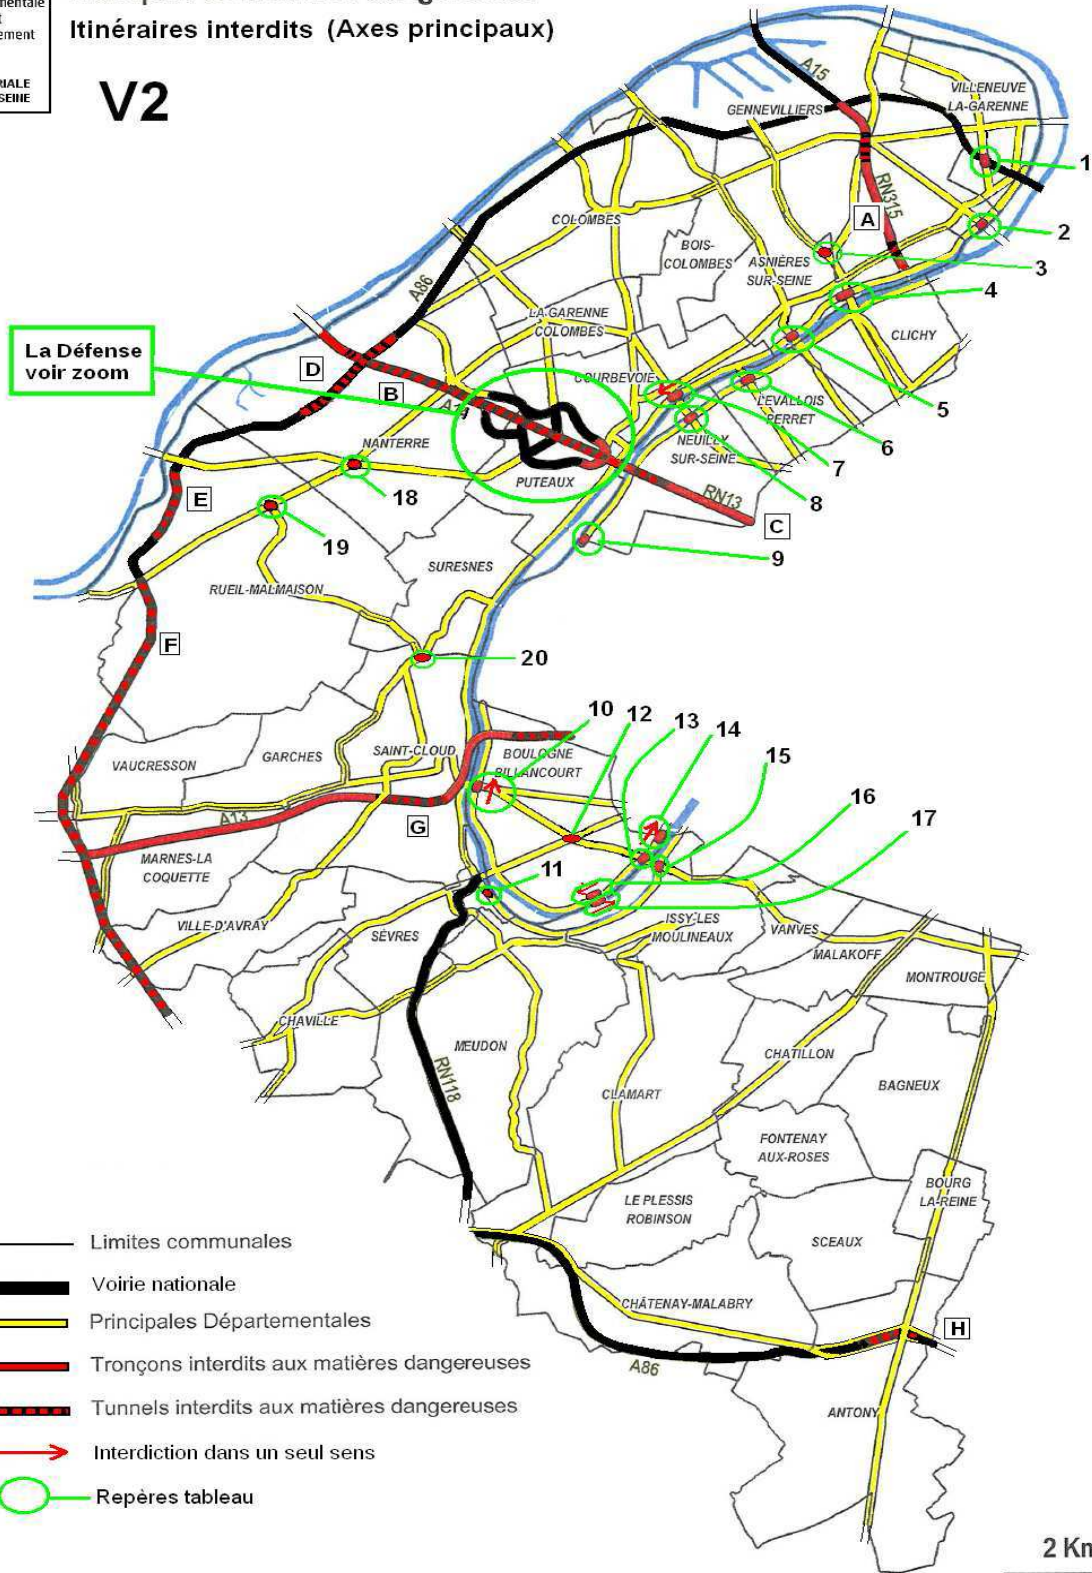 Itinéraires interdits (Axes principaux)
V2
ement
RIALE
SEINE
A15
VILLENEUVE
LA-GARENNE
GENNEVILLIERS
1
RN315
A
2
COLOMBES
BOIS-
COLOMBES
ASNIÈRES
SUR-SEINE
3
4
A86
LA-GARENNE
COLOMBES
CLICHY
La Défense
voir zoom
D
B
COURBEVOIE
LEVALLOIS
PERRET
5
6
7
8
NANTERRE
NEUILLY
SUR-SEINE
PUTEAUX
RN13
C
E
18
19
9
SURESNES
RUEIL-MALMAISON
F
20
10
12
13
14
15
16
17
VAUCRESSON
GARCHES
SAINT-CLOUD
BOULOGNE
BILLANCOURT
A13
G
MARNES-LA
COQUETTE
11
VILLE-D'AVRAY
SÈVRES
ISSY-LES
MOULINEAUX
VANVES
MALAKOFF
MONTROUGE
CHAVILLE
MEUDON
RN118
CHATILLON
BAGNEUX
CLAMART
FONTENAY
AUX-ROSES
LE PLESSIS
ROBINSON
BOURG
LA-REINE
SCEAUX
CHÂTENAY-MALABRY
H
A86
ANTONY
Limites communales
Voirie nationale
Principales Départementales
Tronçons interdits aux matières dangereuses
Tunnels interdits aux matières dangereuses
Interdiction dans un seul sens
Repères tableau
2 Km